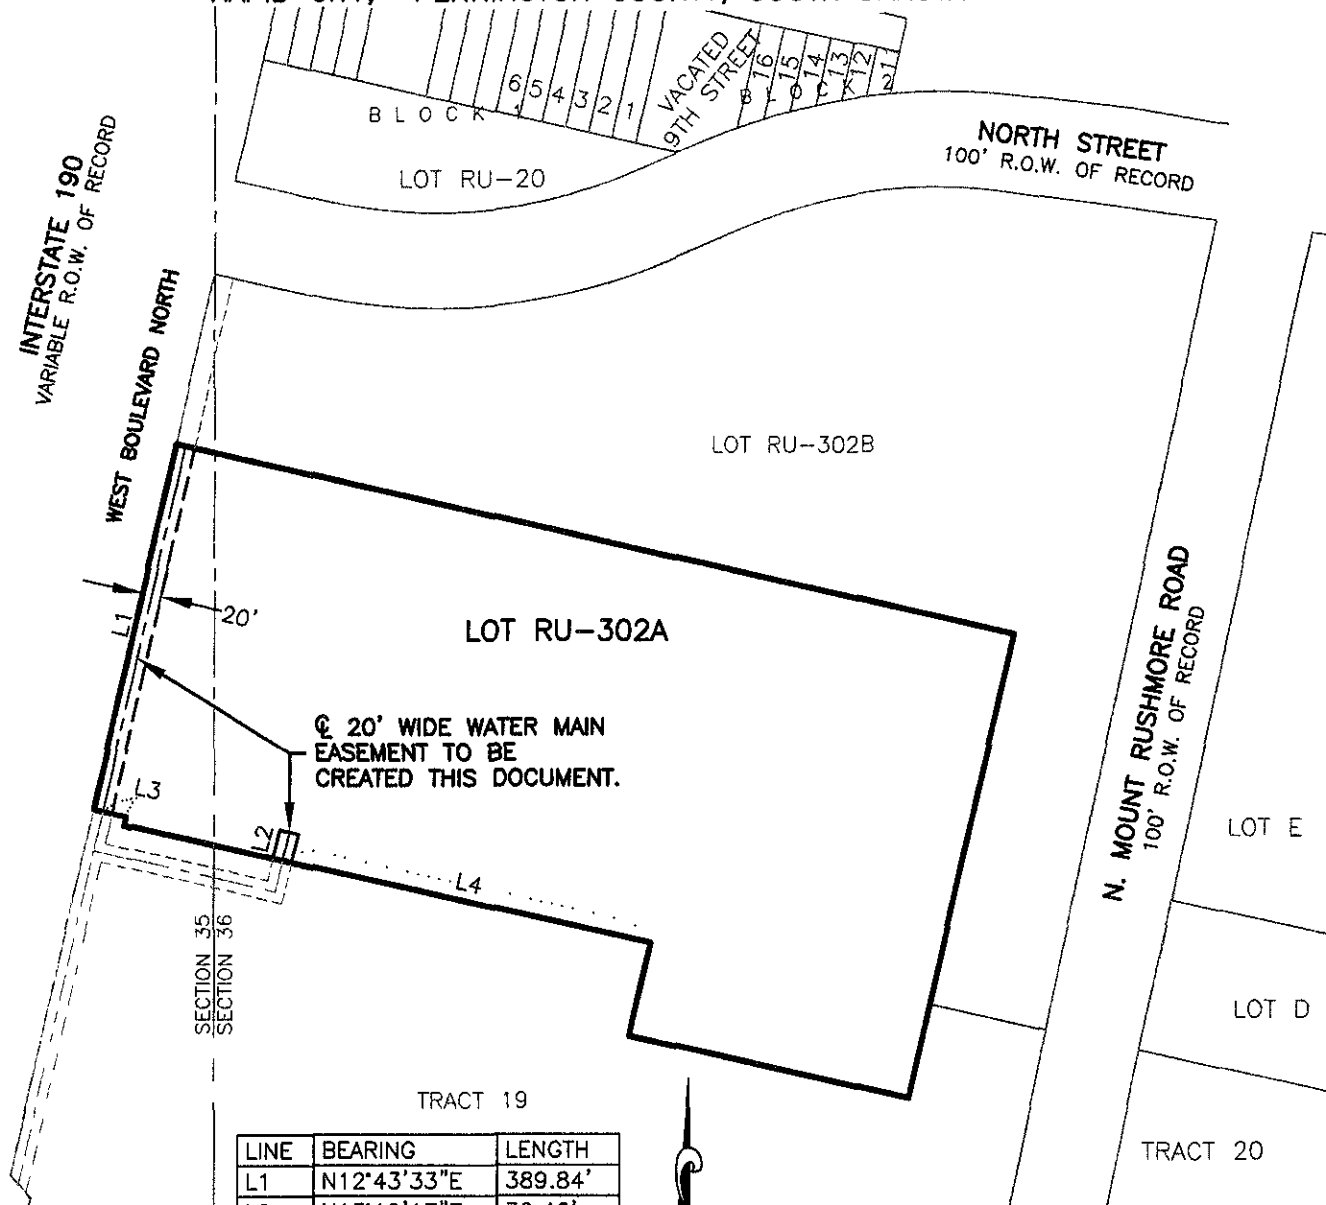 VACATED
9TH STREET
16
15
14
13
12
11
B L O C K 2
6
5
4
3
2
1
B L O C K 1
LOT RU-20
NORTH STREET
100' R.O.W. OF RECORD
INTERSTATE 190
VARIABLE R.O.W. OF RECORD
WEST BOULEVARD NORTH
LOT RU-302B
L1
20'
LOT RU-302A
℄ 20' WIDE WATER MAIN
EASEMENT TO BE
CREATED THIS DOCUMENT.
L3
L2
L4
N. MOUNT RUSHMORE ROAD
100' R.O.W. OF RECORD
LOT E
LOT D
SECTION 35
SECTION 36
TRACT 19
TRACT 20
LINE BEARING LENGTH
L1 N12°43'33"E 389.84'